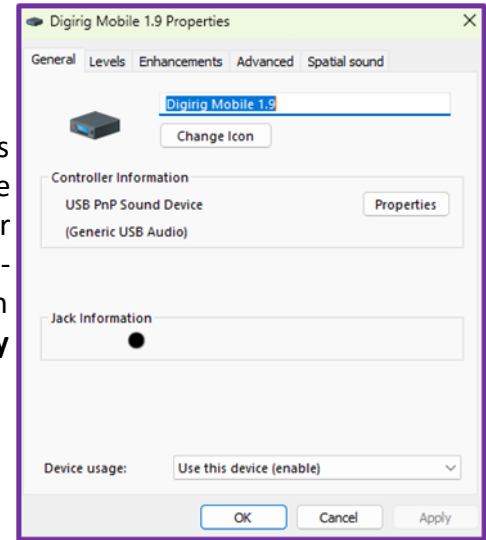 Digirig Mobile 1.9 Properties
General Levels Enhancements Advanced Spatial sound
Digirig Mobile 1.9
Change Icon
Controller Information
USB PnP Sound Device Properties
(Generic USB Audio)
Jack Information
Device usage: Use this device (enable)
OK Cancel Apply